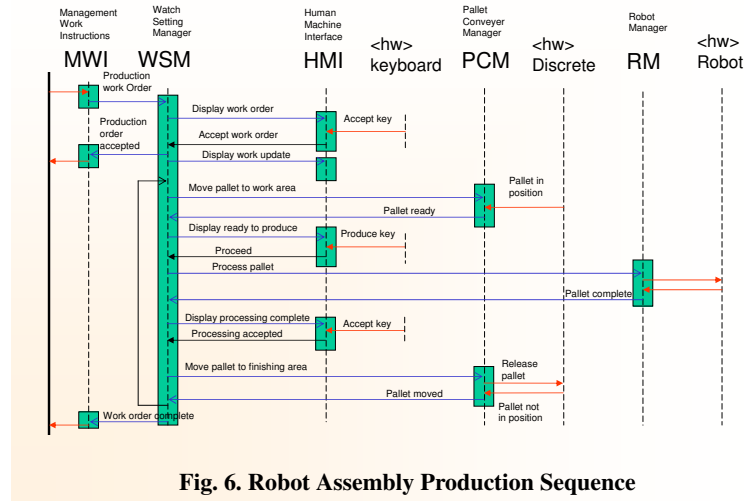 Management
Work
Instructions
Watch
Setting
Manager
Human
Machine
Interface
Pallet
Conveyer
Manager
Robot
Manager
MWI
WSM
HMI
<hw>
keyboard
PCM
<hw>
Discrete
RM
<hw>
Robot
Production
work Order
Display work order
Accept key
Production
order
accepted
Accept work order
Display work update
Move pallet to work area
Pallet in
position
Pallet ready
Display ready to produce
Produce key
Proceed
Process pallet
Pallet complete
Display processing complete
Accept key
Processing accepted
Move pallet to finishing area
Release
pallet
Pallet moved
Pallet not
in position
Work order complete
Fig. 6. Robot Assembly Production Sequence